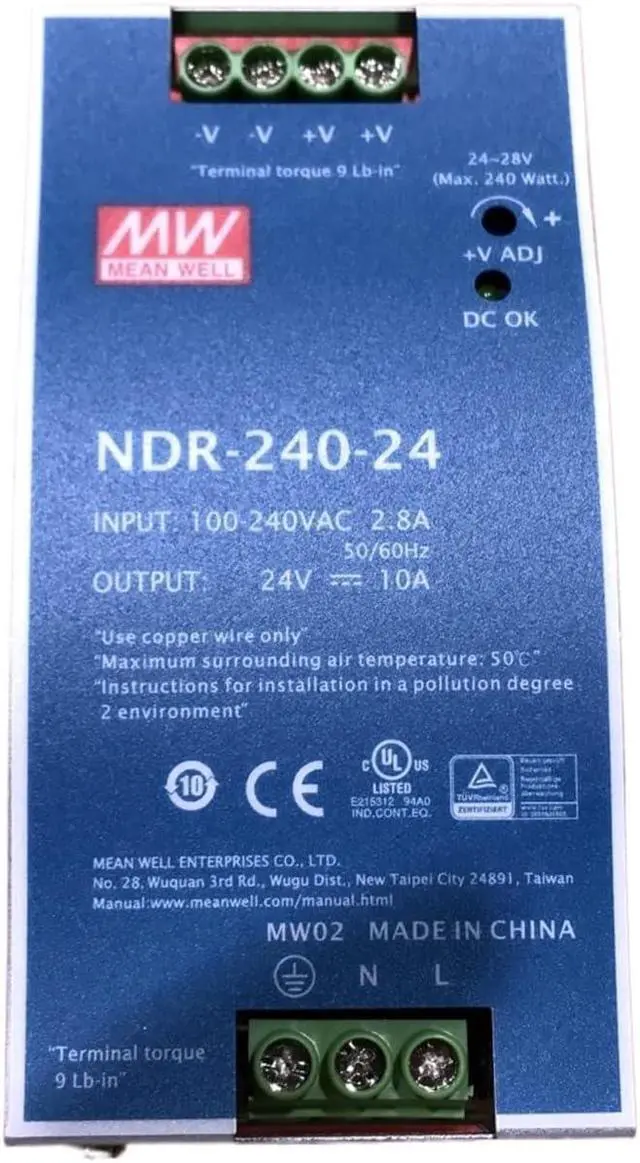 -V -V +V +V
"Terminal torque 9 Lb-in"
24~28V
(Max. 240 Watt.)
+
+V ADJ
DC OK
MW
MEAN WELL
NDR-240-24
INPUT: 100-240VAC 2.8A
50/60Hz
OUTPUT: 24V ⎓ 10A
"Use copper wire only"
"Maximum surrounding air temperature: 50℃"
"Instructions for installation in a pollution degree
2 environment"
10
CE
C UL US
LISTED
E215312 94A0
IND.CONT.EQ.
TÜVRheinland
ZERTIFIZIERT
MEAN WELL ENTERPRISES CO., LTD.
No. 28, Wuquan 3rd Rd., Wugu Dist., New Taipei City 24891, Taiwan
Manual:www.meanwell.com/manual.html
MW02 MADE IN CHINA
N L
"Terminal torque
9 Lb-in"